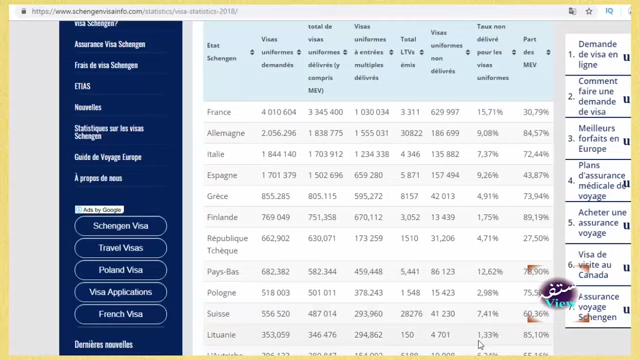 https://www.schengenvisainfo.com/statistics/visa-statistics-2018/
visa Schengen?
Assurance Visa Schengen
Frais de visa Schengen
ETIAS
Nouvelles
Statistiques sur les visas
Schengen
Guide de Voyage Europe
À propos de nous
Ads by Google
Schengen Visa
Travel Visas
Poland Visa
Visa Applications
French Visa
Dernières nouvelles
Etat Schengen
Visas uniformes demandés
total de visas uniformes délivrés (y compris MEV)
Visas uniformes à entrées multiples délivrés
Total LTVs émis
Visas uniformes non délivrés
Taux non délivré pour les visas uniformes
Part des MEV
France 4 010 604 3 345 400 1 030 034 3 311 629 997 15,71% 30,79%
Allemagne 2.056.296 1 838 775 1 555 031 30822 186 699 9,08% 84,57%
Italie 1 844 140 1 703 912 1 234 338 4 346 135 882 7,37% 72,44%
Espagne 1 701 379 1 502 696 659 280 771 157 490 9,26% 43,87%
Grèce 855.285 805.115 595,272 8157 42 013 4,91% 73,94%
Finlande 769 049 751,358 670,112 3,052 13 439 1,75% 89,19%
République Tchèque 662,902 630,071 173 259 1510 31,206 4,71% 27,50%
Pays-Bas 682,382 582.344 459,448 5,441 86 123 12,62% 78,90%
Pologne 518 003 501 011 378.243 1 548 15 423 2,98%
Suisse 556 520 487 014 293,960 28276 41 230 7,41% 60,36%
Lituanie 353,059 346 476 294,862 150 4 701 1,33% 85,10%
1. Demande de visa en ligne
2. Comment faire une demande de visa
3. Meilleurs forfaits en Europe
4. Plans d'assurance médicale de voyage
5. Acheter une assurance voyage
6. Visa de visite au Canada
7. Assurance voyage Schengen
View